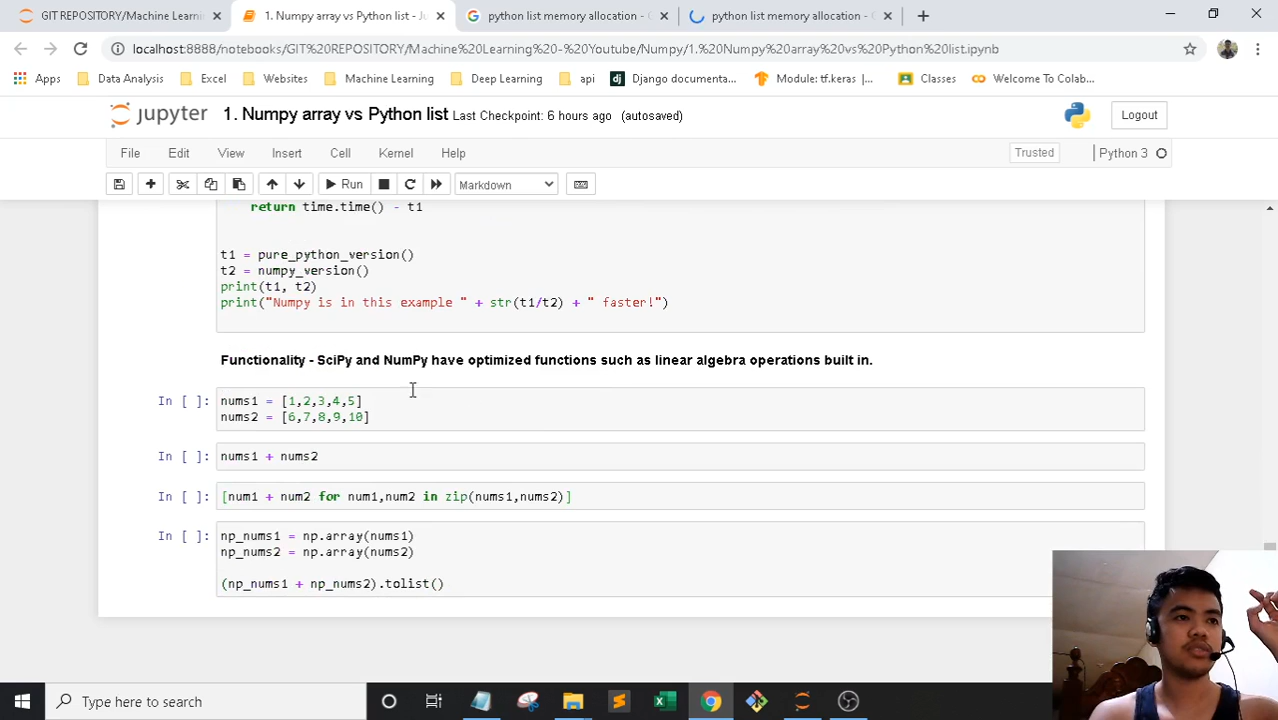 GIT REPOSITORY/Machine Learni
1. Numpy array vs Python list - Ju
python list memory allocation - G
python list memory allocation - G
localhost:8888/notebooks/GIT%20REPOSITORY/Machine%20Learning%20-%20Youtube/Numpy/1.%20Numpy%20array%20vs%20Python%20list.ipynb
Apps Data Analysis Excel Websites Machine Learning Deep Learning api Django documenta... Module: tf.keras |... Classes Welcome To Colab...
jupyter 1. Numpy array vs Python list Last Checkpoint: 6 hours ago (autosaved) Logout
File Edit View Insert Cell Kernel Help Trusted Python 3
Run Markdown
return time.time() - t1
t1 = pure_python_version()
t2 = numpy_version()
print(t1, t2)
print("Numpy is in this example " + str(t1/t2) + " faster!")
Functionality - SciPy and NumPy have optimized functions such as linear algebra operations built in.
In [ ]: nums1 = [1,2,3,4,5]
nums2 = [6,7,8,9,10]
In [ ]: nums1 + nums2
In [ ]: [num1 + num2 for num1,num2 in zip(nums1,nums2)]
In [ ]: np_nums1 = np.array(nums1)
np_nums2 = np.array(nums2)
(np_nums1 + np_nums2).tolist()
Type here to search